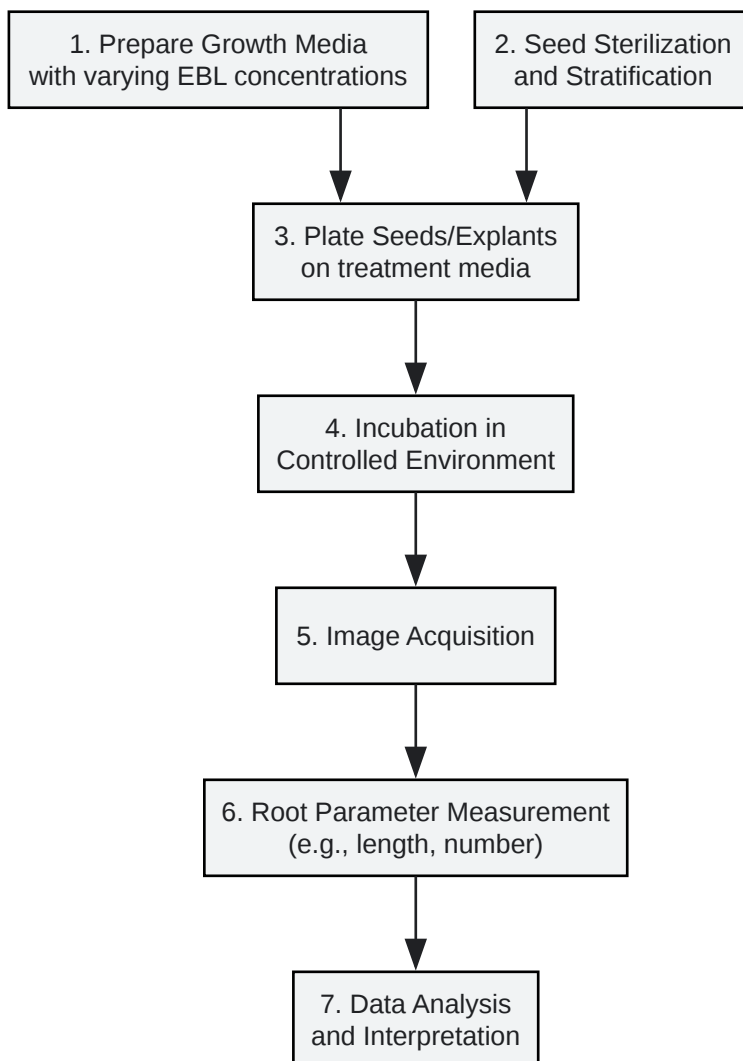 1. Prepare Growth Media
with varying EBL concentrations
2. Seed Sterilization
and Stratification
3. Plate Seeds/Explants
on treatment media
4. Incubation in
Controlled Environment
5. Image Acquisition
6. Root Parameter Measurement
(e.g., length, number)
7. Data Analysis
and Interpretation